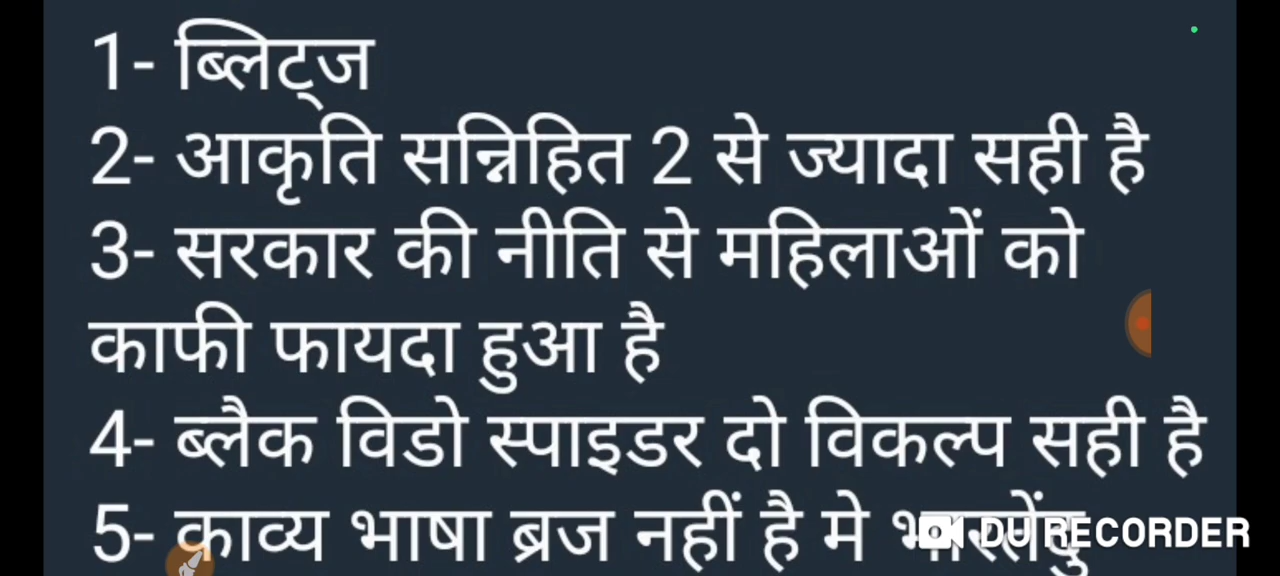 1- ब्लिट्ज
2- आकृति सन्निहित 2 से ज्यादा सही है
3- सरकार की नीति से महिलाओं को
काफी फायदा हुआ है
4- ब्लैक विडो स्पाइडर दो विकल्प सही है
5- काव्य भाषा ब्रज नहीं है मे भारतेंदु
DU RECORDER